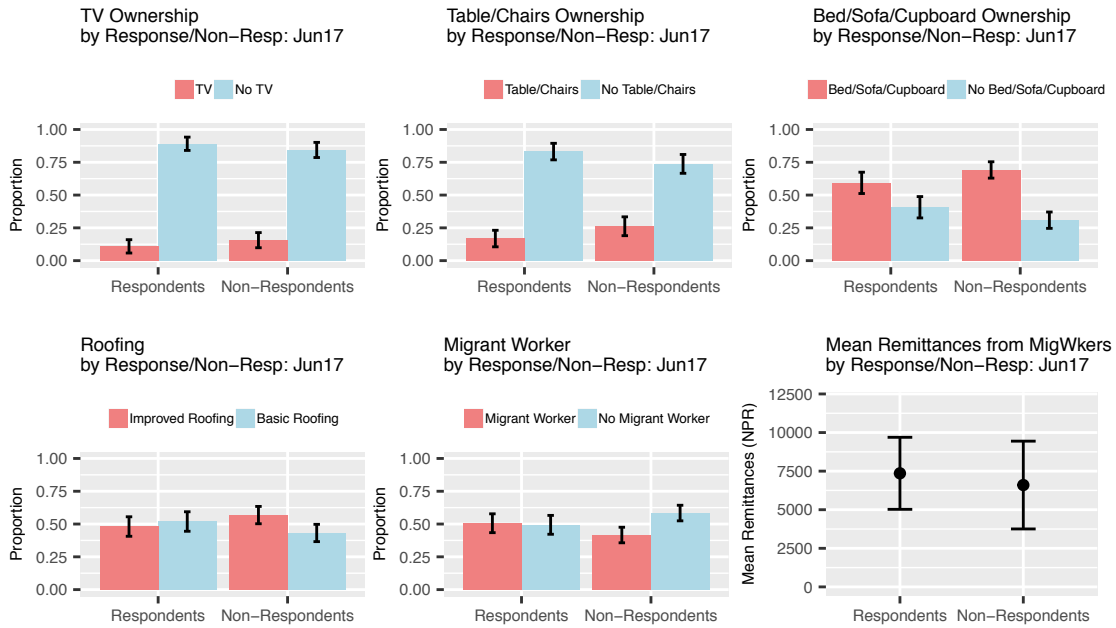 TV Ownership
by Response/Non−Resp: Jun17
TV No TV
1.00
0.75
0.50
0.25
0.00
Proportion
Respondents Non−Respondents
Table/Chairs Ownership
by Response/Non−Resp: Jun17
Table/Chairs No Table/Chairs
1.00
0.75
0.50
0.25
0.00
Proportion
Respondents Non−Respondents
Bed/Sofa/Cupboard Ownership
by Response/Non−Resp: Jun17
Bed/Sofa/Cupboard No Bed/Sofa/Cupboard
1.00
0.75
0.50
0.25
0.00
Proportion
Respondents Non−Respondents
Roofing
by Response/Non−Resp: Jun17
Improved Roofing Basic Roofing
1.00
0.75
0.50
0.25
0.00
Proportion
Respondents Non−Respondents
Migrant Worker
by Response/Non−Resp: Jun17
Migrant Worker No Migrant Worker
1.00
0.75
0.50
0.25
0.00
Proportion
Respondents Non−Respondents
Mean Remittances from MigWkers
by Response/Non−Resp: Jun17
12500
10000
7500
5000
2500
0
Mean Remittances (NPR)
Respondents Non−Respondents